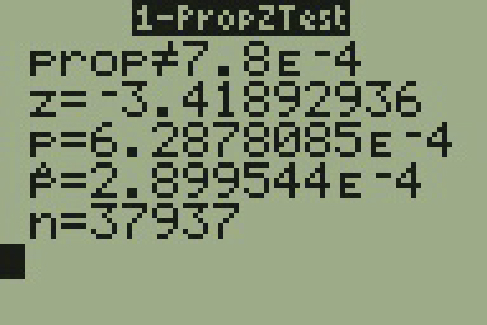 1-PropZTest
prop≠7.8ᴇ-4
z=-3.41892936
p=6.2878085ᴇ-4
p̂=2.899544ᴇ-4
n=37937